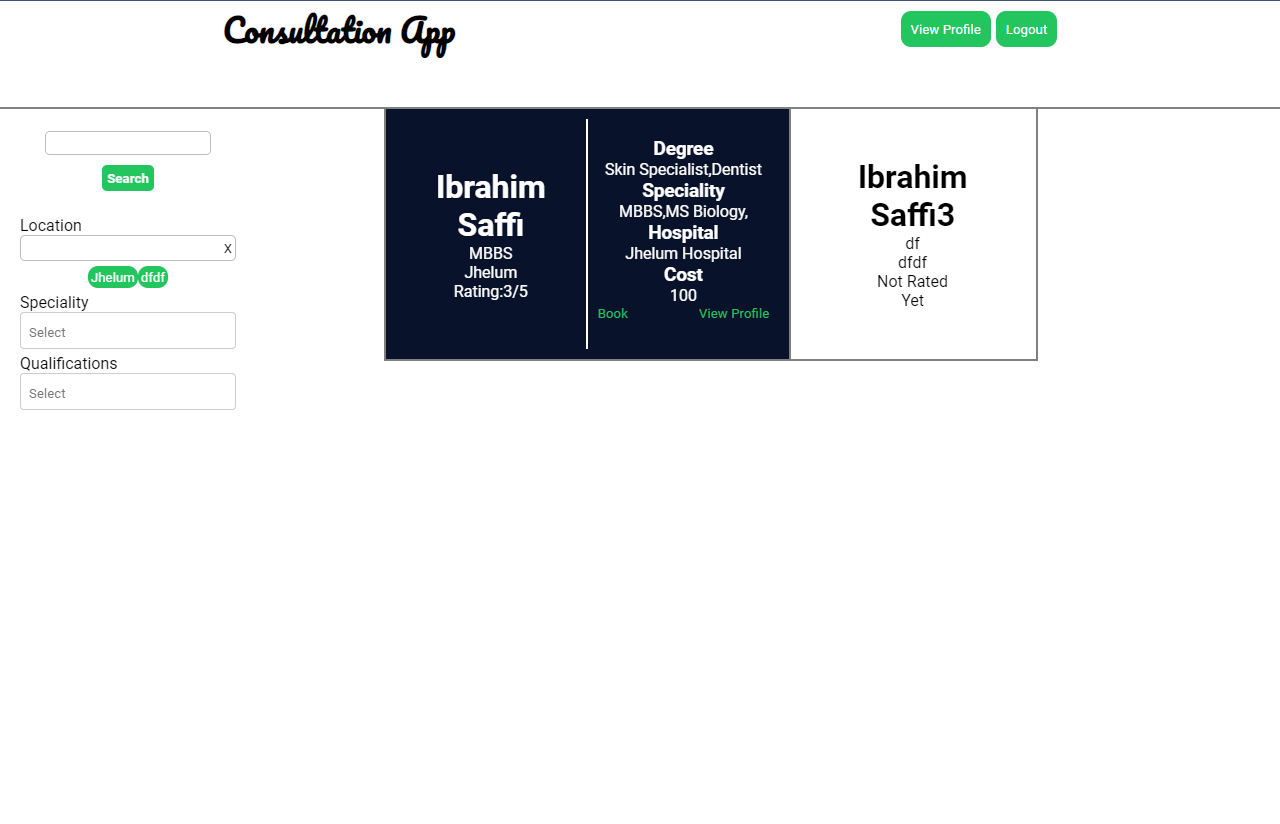 Consultation App
View Profile
Logout
Search
Location
X
Jhelum
dfdf
Speciality
Select
Qualifications
Select
Ibrahim
Saffi
MBBS
Jhelum
Rating:3/5
Degree
Skin Specialist,Dentist
Speciality
MBBS,MS Biology,
Hospital
Jhelum Hospital
Cost
100
Book
View Profile
Ibrahim
Saffi3
df
dfdf
Not Rated
Yet